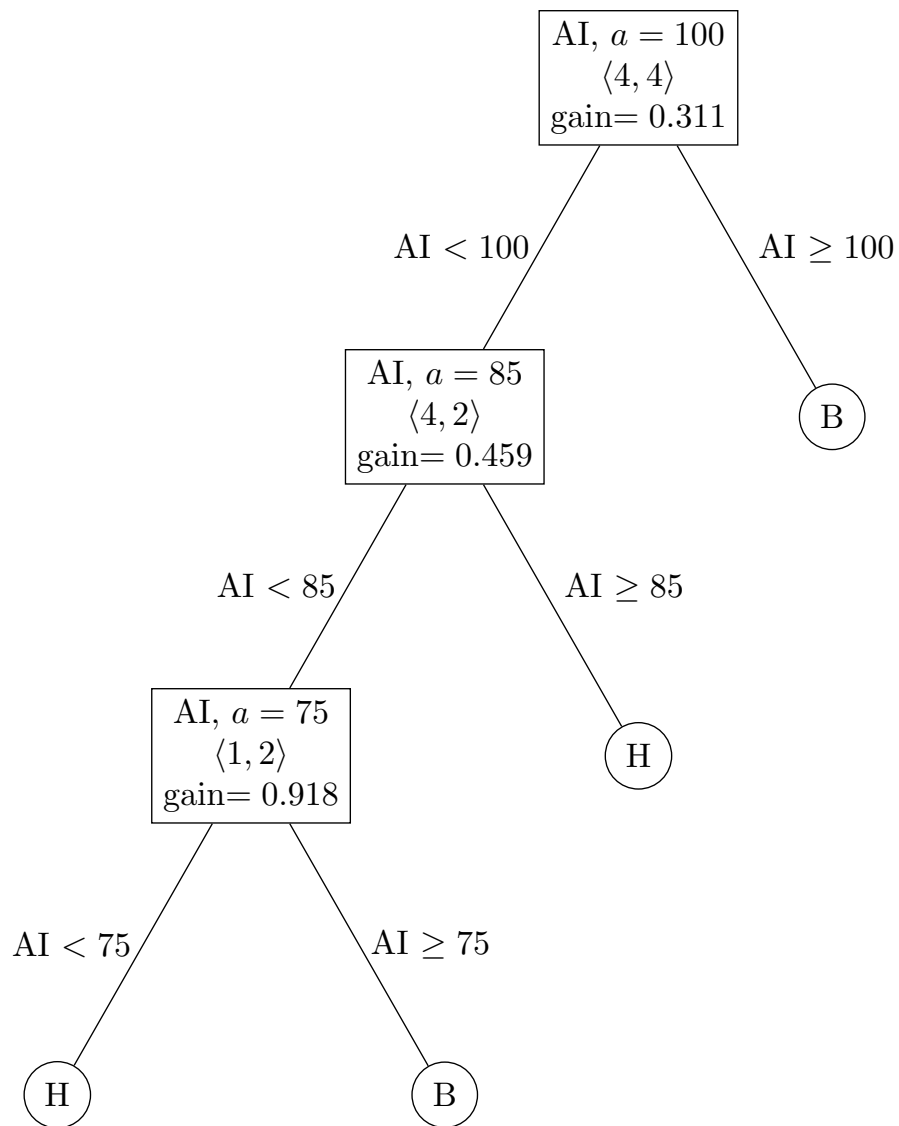 AI, a = 100
⟨4, 4⟩
gain= 0.311
AI < 100
AI ≥ 100
AI, a = 85
⟨4, 2⟩
gain= 0.459
B
AI < 85
AI ≥ 85
AI, a = 75
⟨1, 2⟩
gain= 0.918
H
AI < 75
AI ≥ 75
H
B